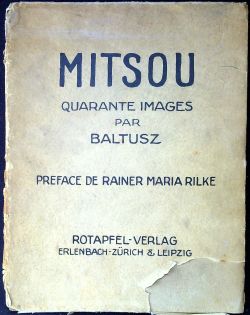 MITSOU
QUARANTE IMAGES
PAR
BALTUSZ
PREFACE DE RAINER MARIA RILKE
ROTAPFEL-VERLAG
ERLENBACH-ZÜRICH & LEIPZIG